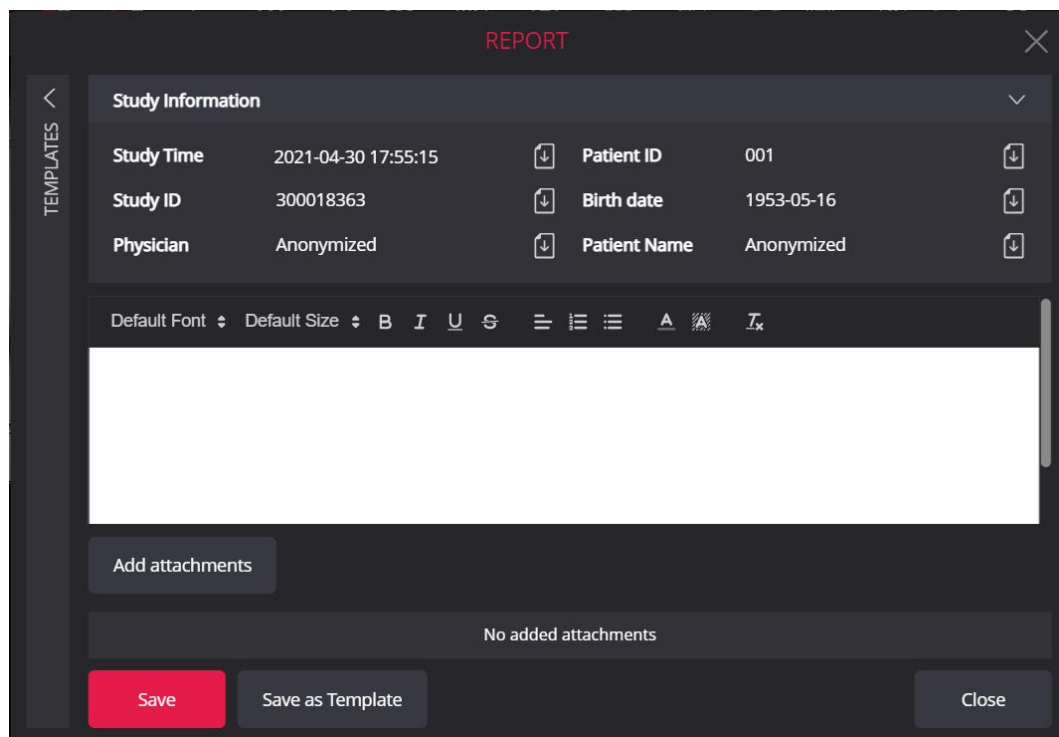 REPORT
TEMPLATES
Study Information
Study Time 2021-04-30 17:55:15 Patient ID 001
Study ID 300018363 Birth date 1953-05-16
Physician Anonymized Patient Name Anonymized
Default Font Default Size B I U S A A Tx
Add attachments
No added attachments
Save Save as Template Close